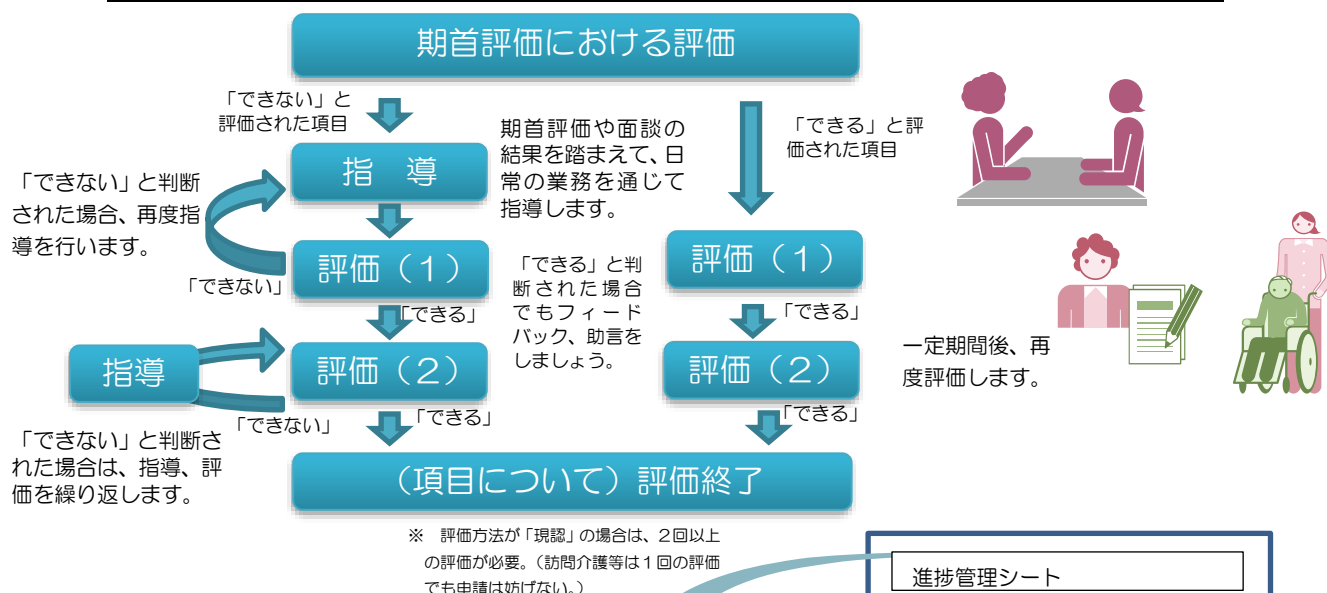 期首評価における評価
「できない」と
評価された項目
「できる」と評
価された項目
期首評価や面談の
結果を踏まえて、日
常の業務を通じて
指導します。
指　導
「できない」と判断
された場合、再度指
導を行います。
評価（１）
「できない」
「できる」
「できる」と判
断された場合
でもフィード
バック、助言を
しましょう。
評価（１）
「できる」
指導
評価（２）
「できない」
「できる」
評価（２）
「できる」
一定期間後、再
度評価します。
「できない」と判断さ
れた場合は、指導、評
価を繰り返します。
（項目について）評価終了
※　評価方法が「現認」の場合は、２回以上
の評価が必要。（訪問介護等は１回の評価
でも申請は妨げない。）
進捗管理シート